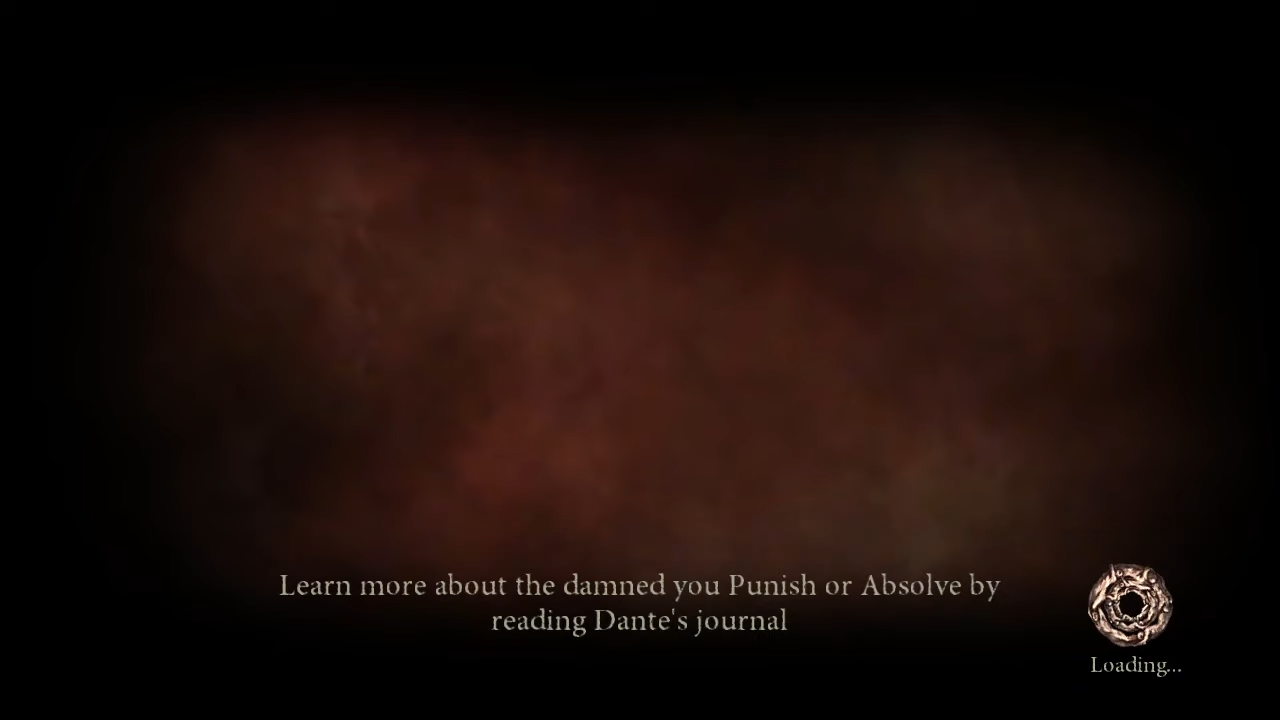 Learn more about the damned you Punish or Absolve by
reading Dante's journal
Loading...